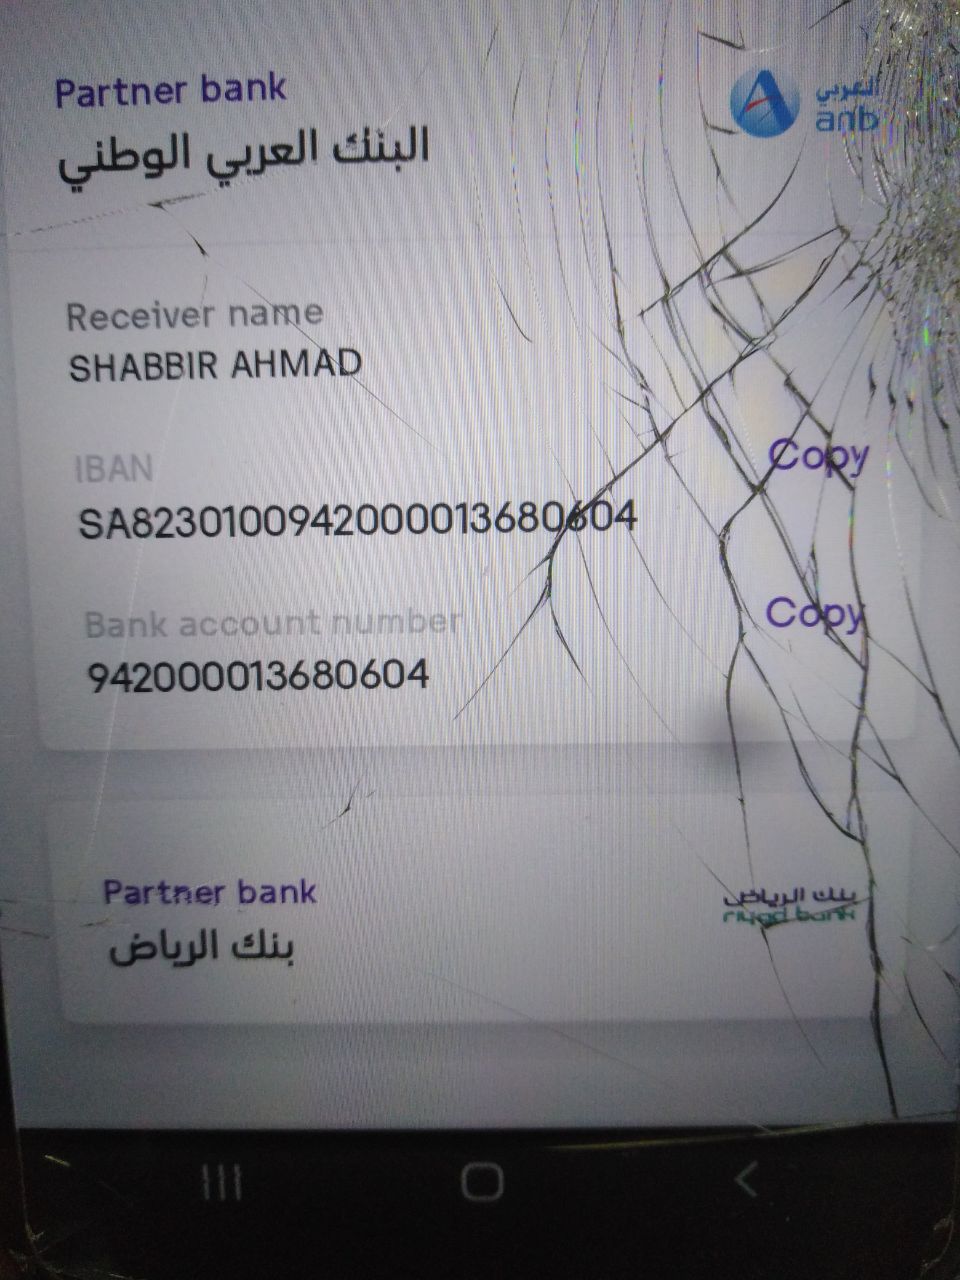 Partner bank
البنك العربي الوطني
العربي
anb
Receiver name
SHABBIR AHMAD
IBAN
SA8230100942000013680604
Copy
Bank account number
942000013680604
Copy
Partner bank
بنك الرياض
بنك الرياض
riyad bank